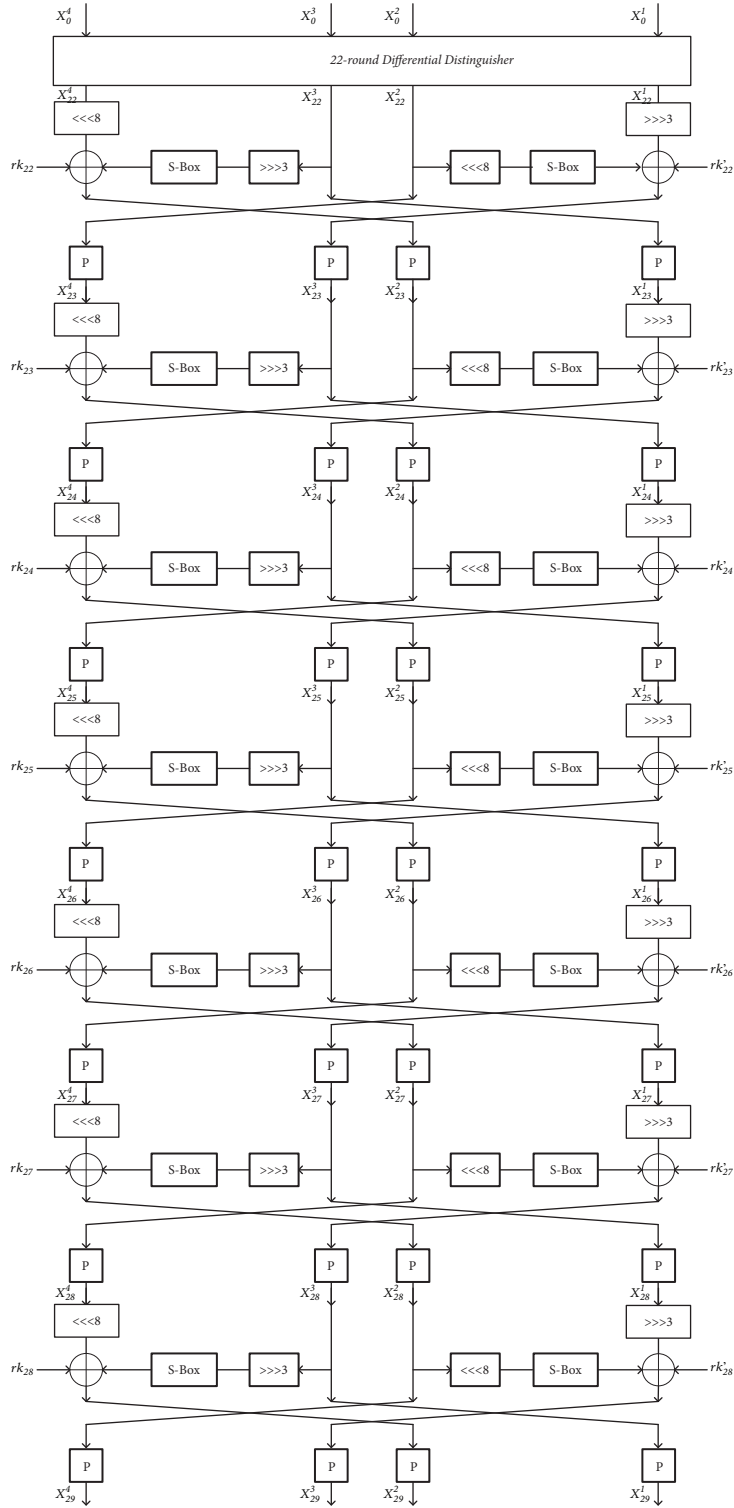 X_0^4 X_0^3 X_0^2 X_0^1
22-round Differential Distinguisher
X_22^4 X_22^3 X_22^2 X_22^1
<<<8 >>>3
rk_22 S-Box >>>3 <<<8 S-Box rk'_22
P P P P
X_23^4 X_23^3 X_23^2 X_23^1
<<<8 >>>3
rk_23 S-Box >>>3 <<<8 S-Box rk'_23
P P P P
X_24^4 X_24^3 X_24^2 X_24^1
<<<8 >>>3
rk_24 S-Box >>>3 <<<8 S-Box rk'_24
P P P P
X_25^4 X_25^3 X_25^2 X_25^1
<<<8 >>>3
rk_25 S-Box >>>3 <<<8 S-Box rk'_25
P P P P
X_26^4 X_26^3 X_26^2 X_26^1
<<<8 >>>3
rk_26 S-Box >>>3 <<<8 S-Box rk'_26
P P P P
X_27^4 X_27^3 X_27^2 X_27^1
<<<8 >>>3
rk_27 S-Box >>>3 <<<8 S-Box rk'_27
P P P P
X_28^4 X_28^3 X_28^2 X_28^1
<<<8 >>>3
rk_28 S-Box >>>3 <<<8 S-Box rk'_28
P P P P
X_29^4 X_29^3 X_29^2 X_29^1